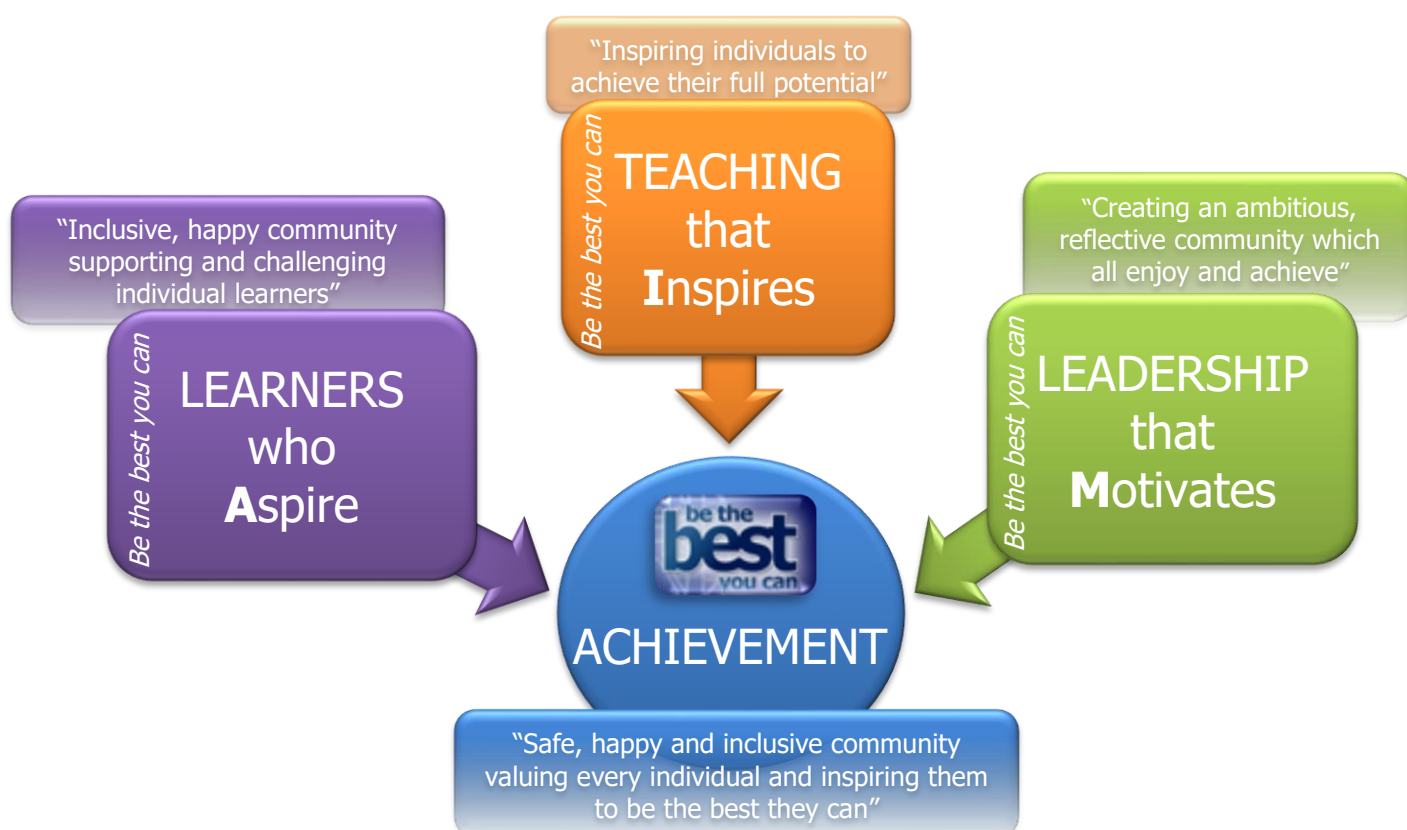 “Inspiring individuals to
achieve their full potential”
Be the best you can
TEACHING
that
Inspires
“Inclusive, happy community
supporting and challenging
individual learners”
Be the best you can
LEARNERS
who
Aspire
“Creating an ambitious,
reflective community which
all enjoy and achieve”
Be the best you can
LEADERSHIP
that
Motivates
be the
best
you can
ACHIEVEMENT
“Safe, happy and inclusive community
valuing every individual and inspiring them
to be the best they can”